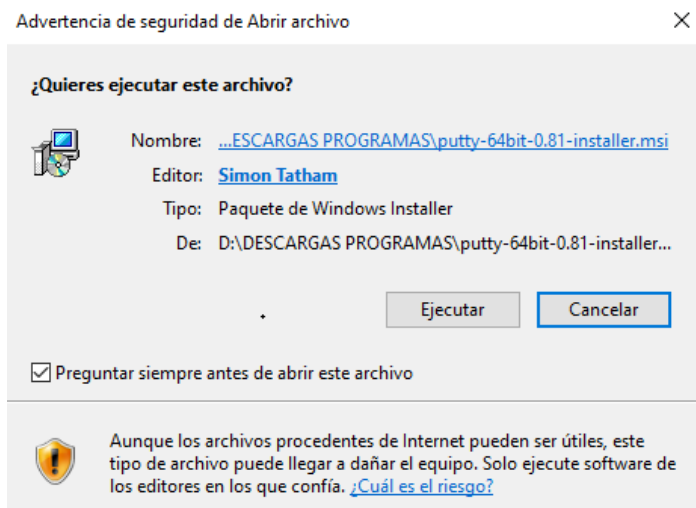 Advertencia de seguridad de Abrir archivo
¿Quieres ejecutar este archivo?
Nombre: ...ESCARGAS PROGRAMAS\putty-64bit-0.81-installer.msi
Editor: Simon Tatham
Tipo: Paquete de Windows Installer
De: D:\DESCARGAS PROGRAMAS\putty-64bit-0.81-installer...
Ejecutar Cancelar
Preguntar siempre antes de abrir este archivo
Aunque los archivos procedentes de Internet pueden ser útiles, este
tipo de archivo puede llegar a dañar el equipo. Solo ejecute software de
los editores en los que confía. ¿Cuál es el riesgo?